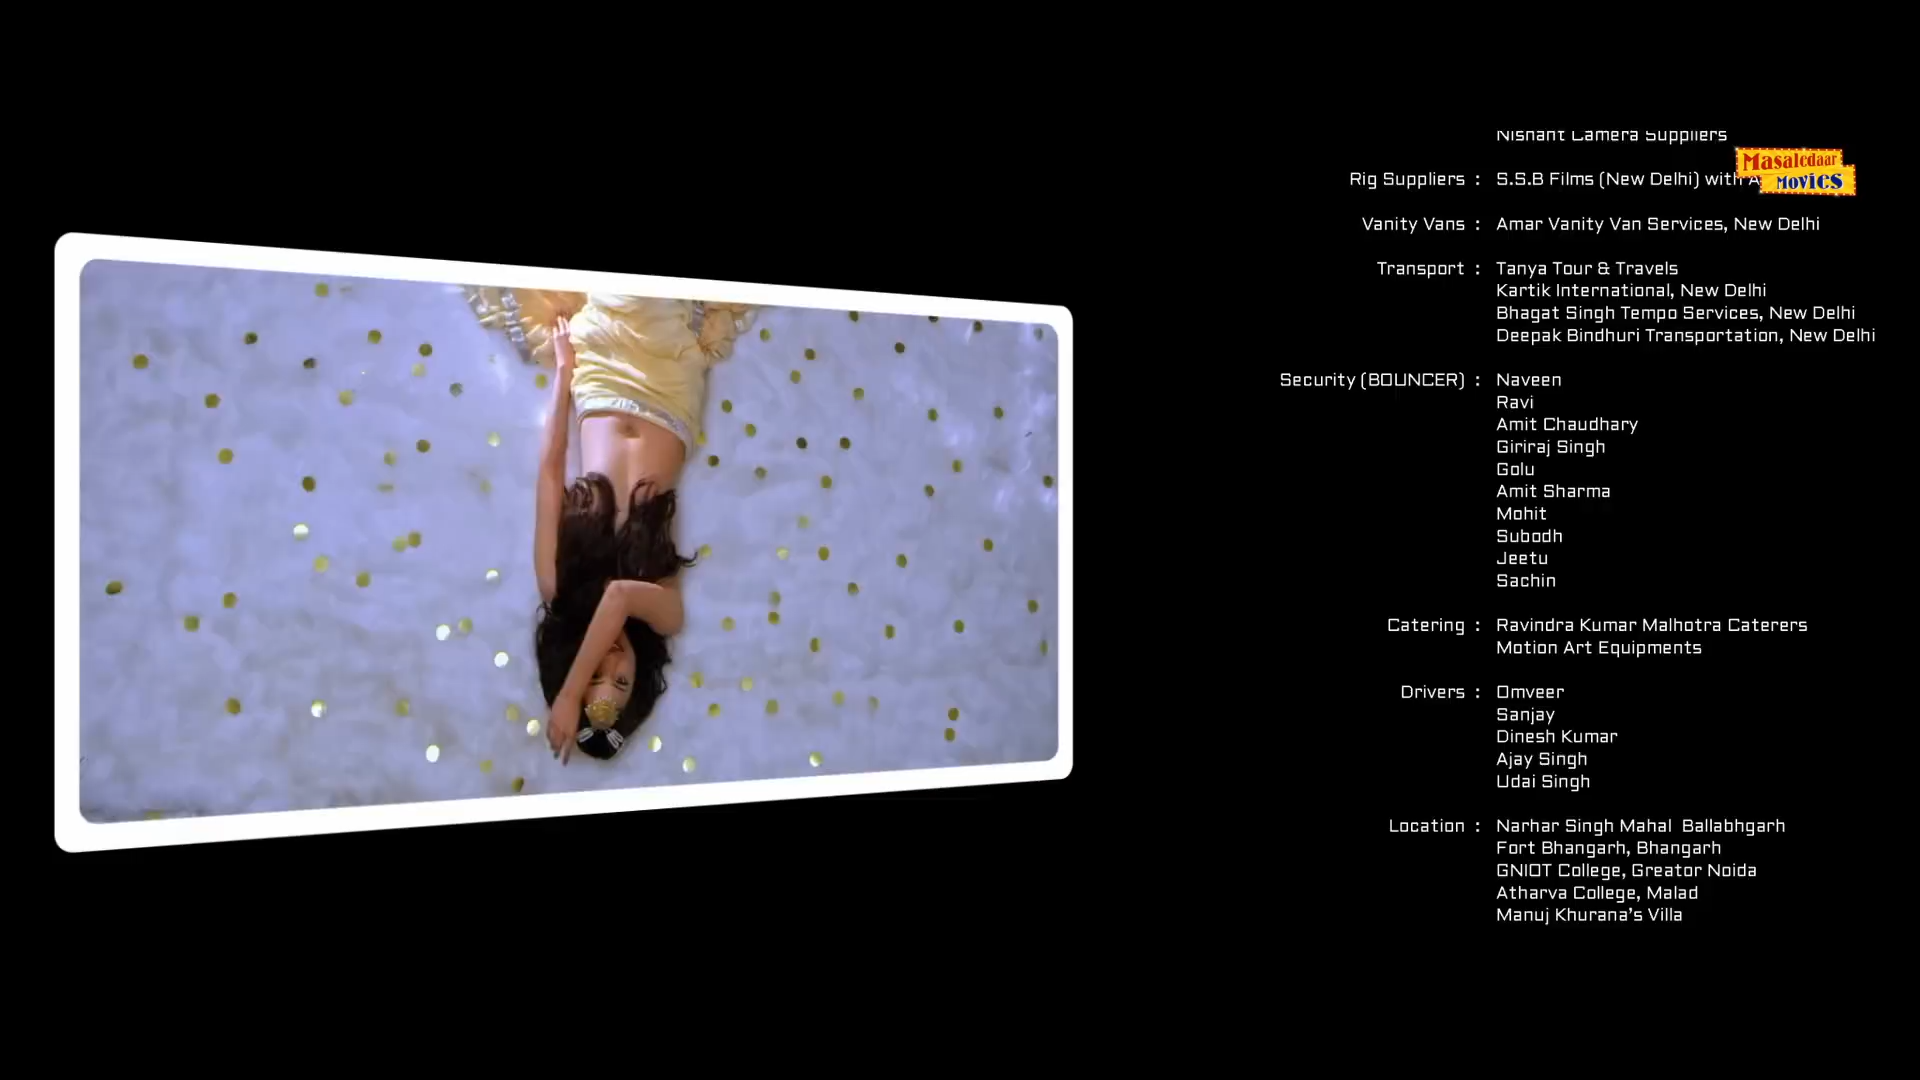 Nishant Camera Suppliers
Masaledaar
Movies
Rig Suppliers : S.S.B Films (New Delhi) with
Vanity Vans : Amar Vanity Van Services, New Delhi
Transport : Tanya Tour & Travels
Kartik International, New Delhi
Bhagat Singh Tempo Services, New Delhi
Deepak Bindhuri Transportation, New Delhi
Security (BOUNCER) : Naveen
Ravi
Amit Chaudhary
Giriraj Singh
Golu
Amit Sharma
Mohit
Subodh
Jeetu
Sachin
Catering : Ravindra Kumar Malhotra Caterers
Motion Art Equipments
Drivers : Omveer
Sanjay
Dinesh Kumar
Ajay Singh
Udai Singh
Location : Narhar Singh Mahal Ballabhgarh
Fort Bhangarh, Bhangarh
GNIOT College, Greator Noida
Atharva College, Malad
Manuj Khurana's Villa